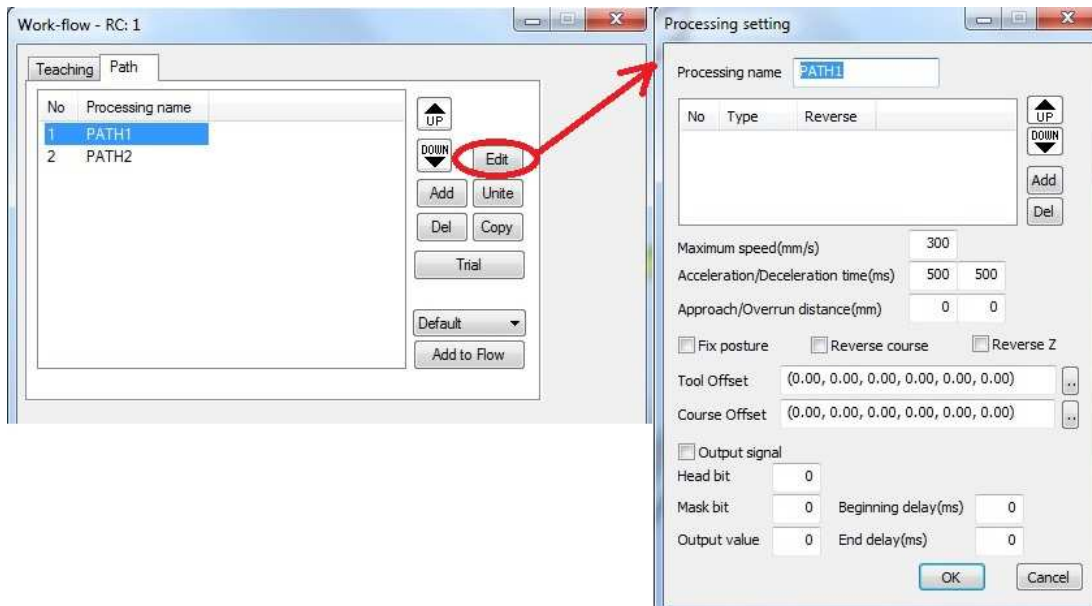 Work-flow - RC: 1
Teaching Path
No Processing name
1 PATH1
2 PATH2
UP
DOWN
Edit
Add Unite
Del Copy
Trial
Default
Add to Flow
Processing setting
Processing name PATH1
No Type Reverse
UP
DOWN
Add
Del
Maximum speed(mm/s) 300
Acceleration/Deceleration time(ms) 500 500
Approach/Overrun distance(mm) 0 0
Fix posture Reverse course Reverse Z
Tool Offset (0.00, 0.00, 0.00, 0.00, 0.00, 0.00) ..
Course Offset (0.00, 0.00, 0.00, 0.00, 0.00, 0.00) ..
Output signal
Head bit 0
Mask bit 0 Beginning delay(ms) 0
Output value 0 End delay(ms) 0
OK Cancel